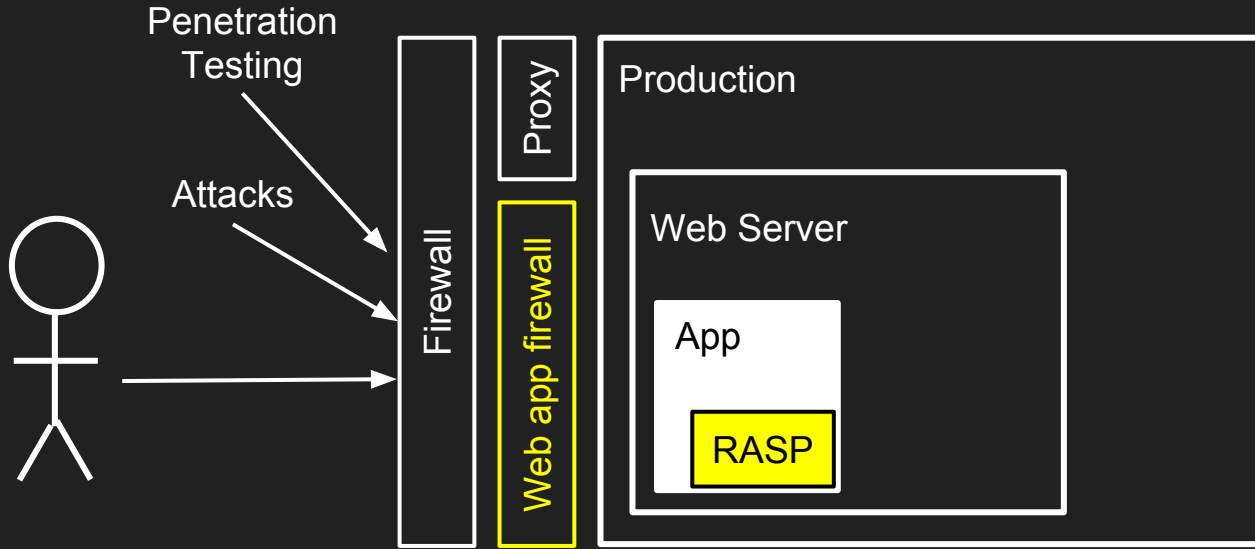 Penetration
Testing
Attacks
Firewall
Proxy
Web app firewall
Production
Web Server
App
RASP